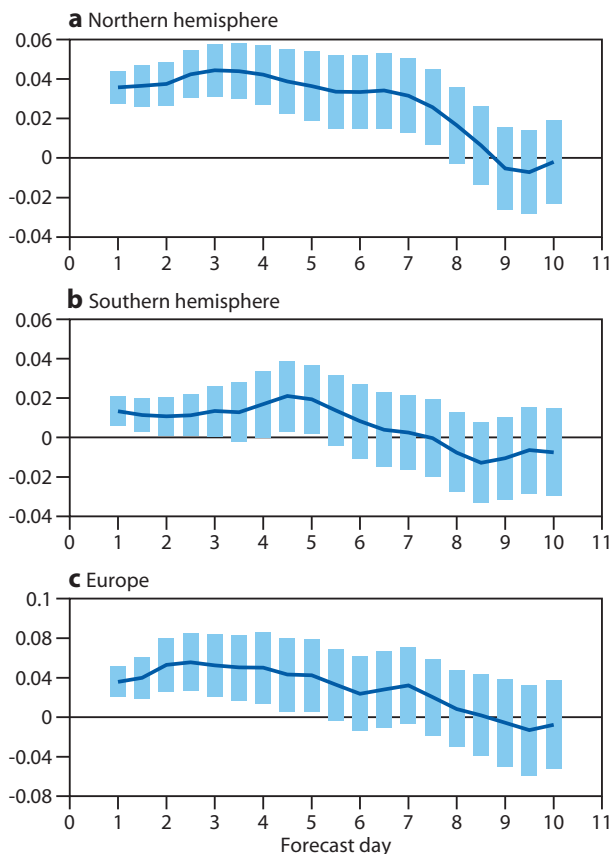 a Northern hemisphere
0.06
0.04
0.02
0
-0.02
-0.04
0 1 2 3 4 5 6 7 8 9 10 11
b Southern hemisphere
0.06
0.04
0.02
0
-0.02
-0.04
0 1 2 3 4 5 6 7 8 9 10 11
c Europe
0.1
0.08
0.04
0
-0.04
-0.08
0 1 2 3 4 5 6 7 8 9 10 11
Forecast day